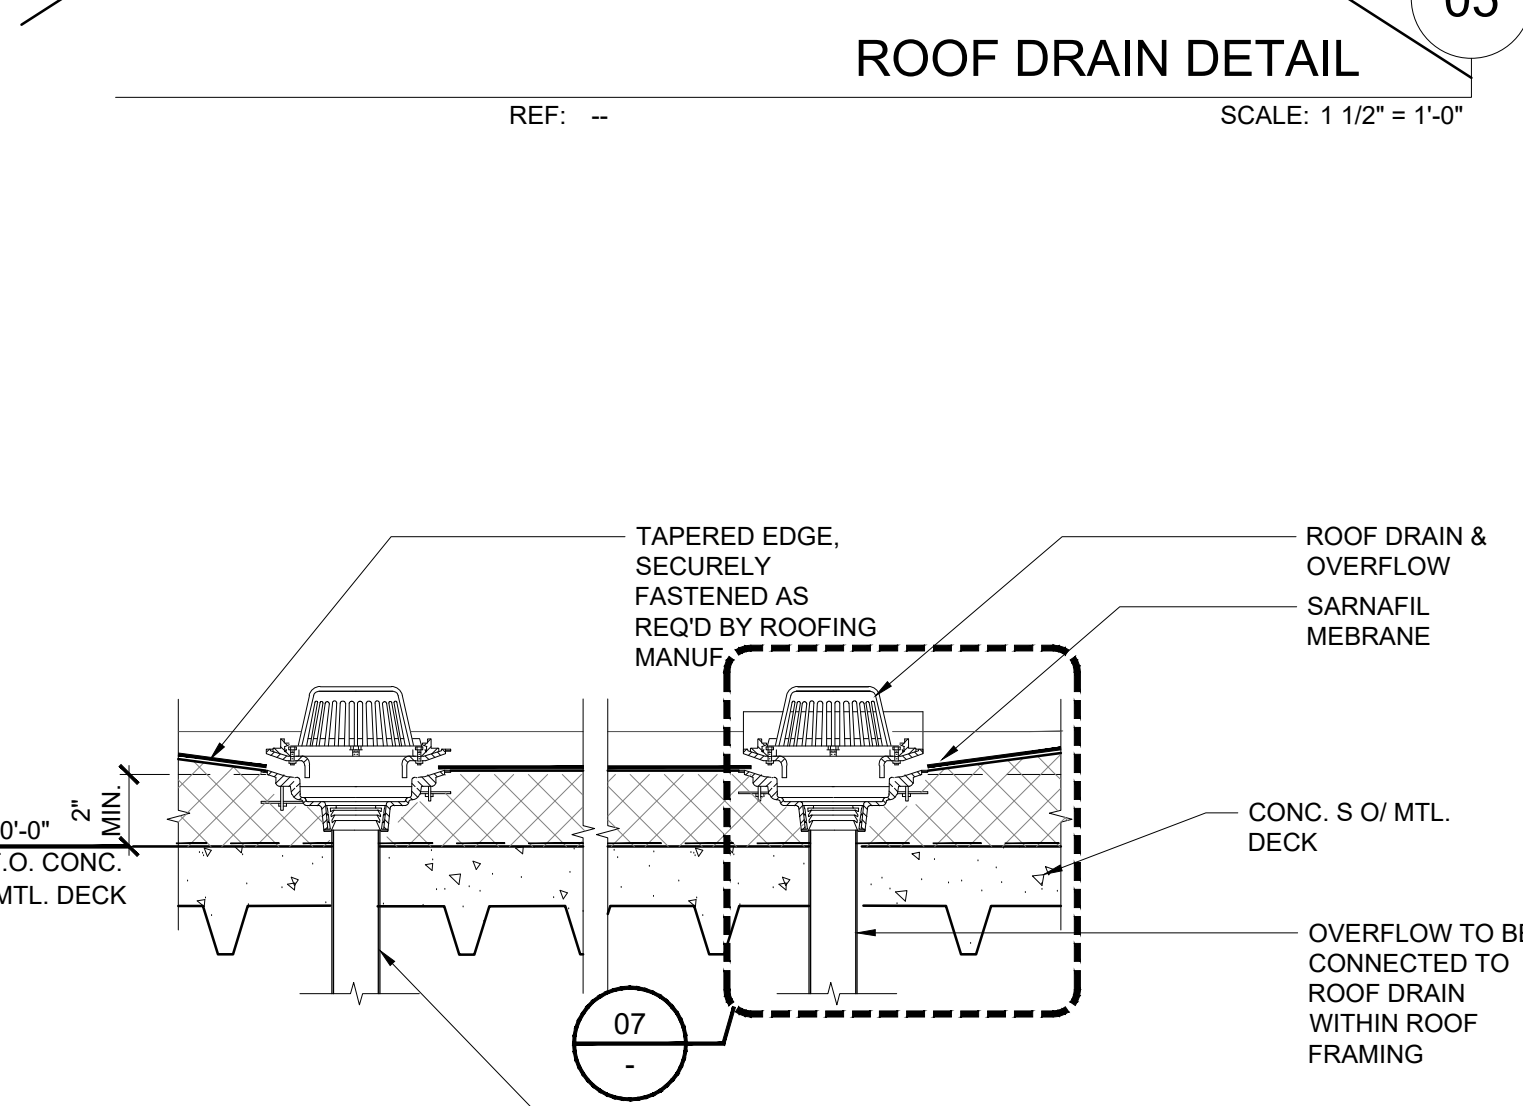 ROOF DRAIN DETAIL
REF: --
SCALE: 1 1/2" = 1'-0"
TAPERED EDGE,
SECURELY
FASTENED AS
REQ'D BY ROOFING
MANUF
ROOF DRAIN &
OVERFLOW
SARNAFIL
MEBRANE
2"
MIN.
0'-0"
.O. CONC.
MTL. DECK
CONC. S O/ MTL.
DECK
OVERFLOW TO BE
CONNECTED TO
ROOF DRAIN
WITHIN ROOF
FRAMING
07
-